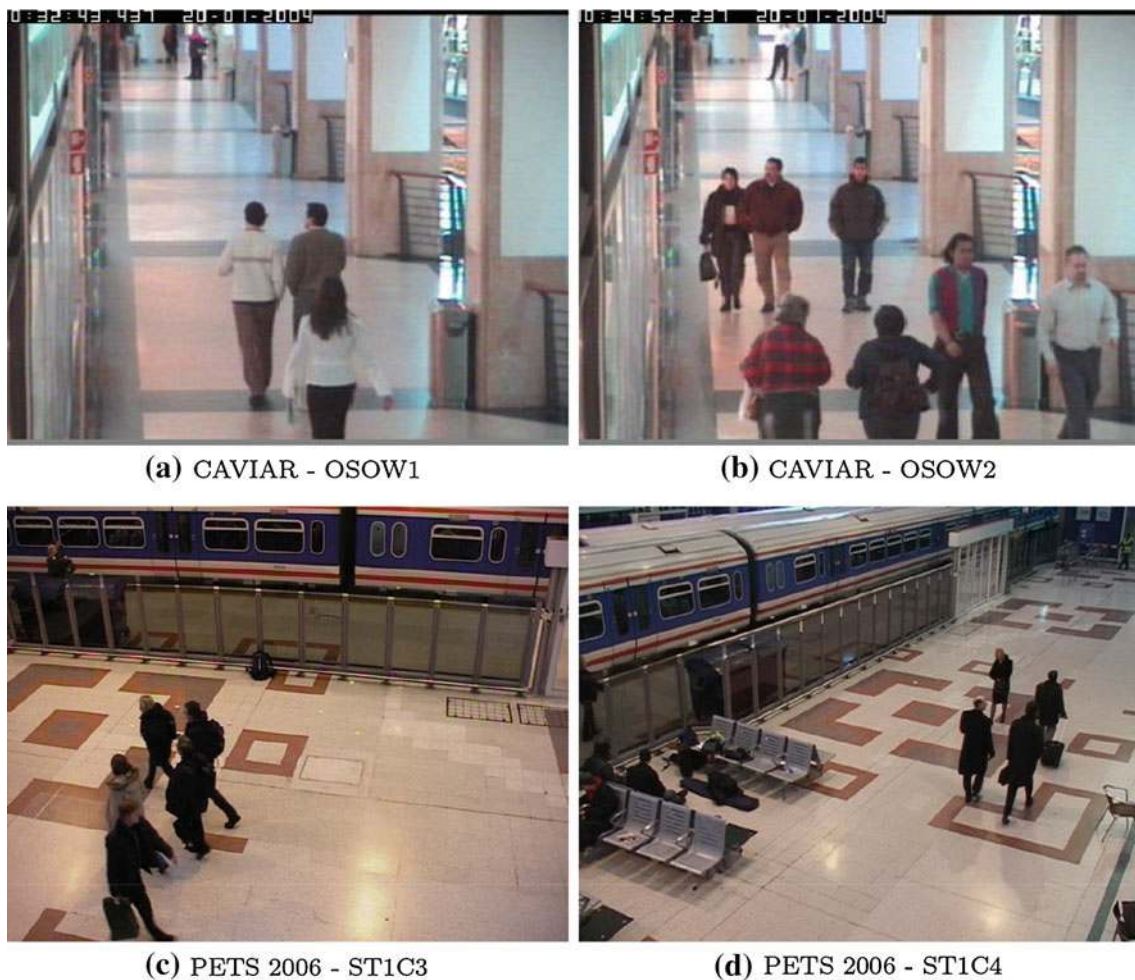 0:32:43.437 20-01-2004
0:34:52.237 20-01-2004
(a) CAVIAR - OSOW1
(b) CAVIAR - OSOW2
(c) PETS 2006 - ST1C3
(d) PETS 2006 - ST1C4